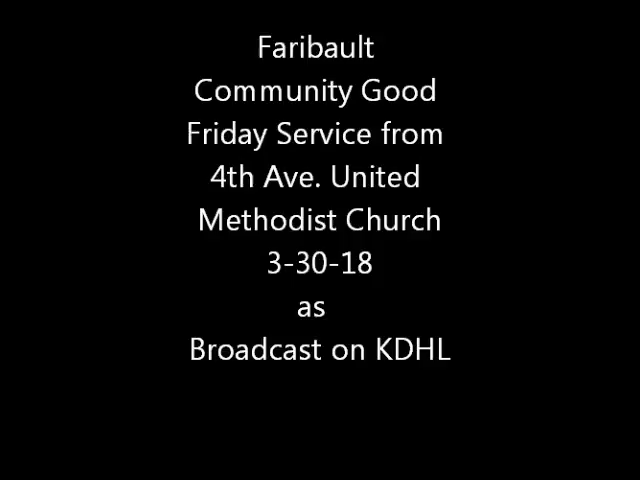 Faribault
Community Good
Friday Service from
4th Ave. United
Methodist Church
3-30-18
as
Broadcast on KDHL